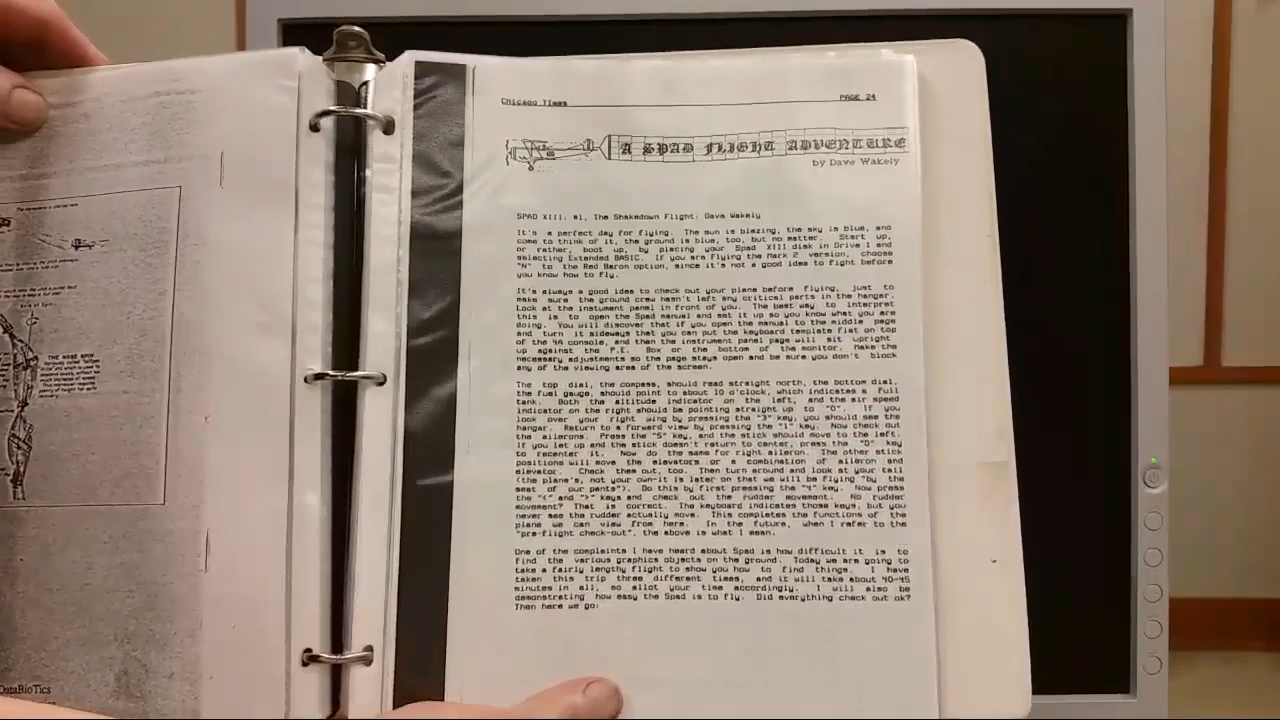 THE NOSE SPIN
DataBioTics
Chicago Times PAGE 24
A SPAD FLIGHT ADVENTURE
by Dave Wakely
SPAD XIII: #1, The Shakedown Flight: Dave Wakely
It's a perfect day for flying. The sun is blazing, the sky is blue, and
come to think of it, the ground is blue, too, but no matter. Start up,
or rather, boot up, by placing your Spad XIII disk in Drive 1 and
selecting Extended BASIC. If you are flying the Mark 2 version, choose
"N" to the Red Baron option, since it's not a good idea to fight before
you know how to fly.
It's always a good idea to check out your plane before flying, just to
make sure the ground crew hasn't left any critical parts in the hangar.
Look at the instument panel in front of you. The best way to interpret
this is to open the Spad manual and set it up so you know what you are
doing. You will discover that if you open the manual to the middle page
and turn it sideways that you can put the keyboard template flat on top
of the 4A console, and then the instrument panel page will sit upright
up against the P.E. Box or the bottom of the monitor. Make the
necessary adjustments so the page stays open and be sure you don't block
any of the viewing area of the screen.
The top dial, the compass, should read straight north, the bottom dial,
the fuel gauge, should point to about 10 o'clock, which indicates a full
tank. Both the altitude indicator on the left, and the air speed
indicator on the right should be pointing straight up to "0". If you
look over your right wing by pressing the "3" key, you should see the
hangar. Return to a forward view by pressing the "1" key. Now check out
the ailerons. Press the "S" key, and the stick should move to the left.
If you let up and the stick doesn't return to center, press the "D" key
to recenter it. Now do the same for right aileron. The other stick
positions will move the elevators or a combination of aileron and
elevator. Check them out, too. Then turn around and look at your tail
(the plane's, not your own-it is later on that we will be flying "by the
seat of our pants"). Do this by first pressing the "4" key. Now press
the "<" and ">" keys and check out the rudder movement. No rudder
movement? That is correct. The keyboard indicates those keys, but you
never see the rudder actually move. This completes the functions of the
plane we can view from here. In the future, when I refer to the
"pre-flight check-out", the above is what I mean.
One of the complaints I have heard about Spad is how difficult it is to
find the various graphics objects on the ground. Today we are going to
take a fairly lengthy flight to show you how to find things. I have
taken this trip three different times, and it will take about 40-45
minutes in all, so allot your time accordingly. I will also be
demonstrating how easy the Spad is to fly. Did everything check out ok?
Then here we go: